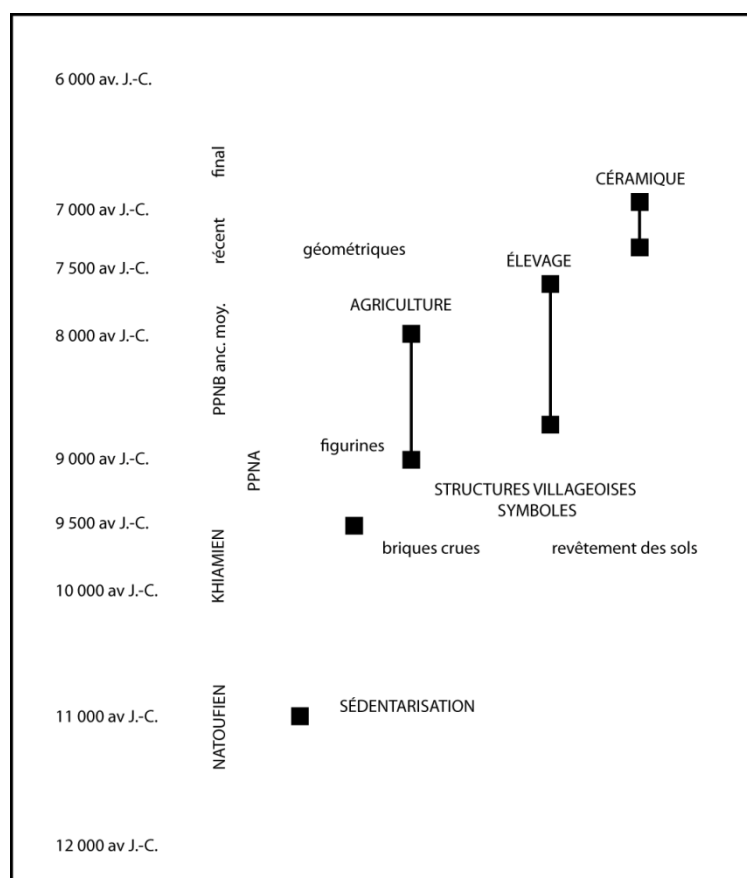 6 000 av. J.-C.
final
CÉRAMIQUE
7 000 av J.-C.
récent
géométriques
7 500 av J.-C.
ÉLEVAGE
AGRICULTURE
8 000 av J.-C.
PPNB anc. moy.
figurines
9 000 av J.-C.
PPNA
STRUCTURES VILLAGEOISES
SYMBOLES
9 500 av J.-C.
briques crues
revêtement des sols
KHIAMIEN
10 000 av J.-C.
SÉDENTARISATION
11 000 av J.-C.
NATOUFIEN
12 000 av J.-C.